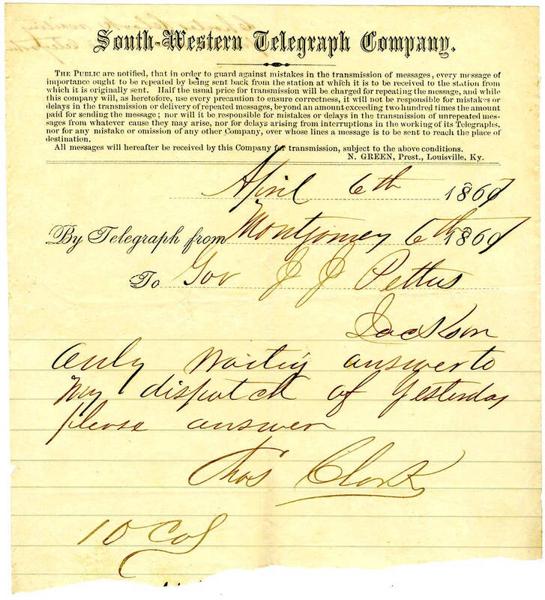 South-Western Telegraph Company.
THE PUBLIC are notified, that in order to guard against mistakes in the transmission of messages, every message of
importance ought to be repeated by being sent back from the station at which it is to be received to the station from
which it is originally sent. Half the usual price for transmission will be charged for repeating the message, and while
this company will, as heretofore, use every precaution to ensure correctness, it will not be responsible for mistakes or
delays in the transmission or delivery of repeated messages, beyond an amount exceeding two hundred times the amount
paid for sending the message; nor will it be responsible for mistakes or delays in the transmission of unrepeated mes-
sages from whatever cause they may arise, nor for delays arising from interruptions in the working of its Telegraphs,
nor for any mistake or omission of any other Company, over whose lines a message is to be sent to reach the place of
destination.
All messages will hereafter be received by this Company for transmission, subject to the above conditions.
N. GREEN, Prest., Louisville, Ky.
April 6th 1861
By Telegraph from Montgomery 6th 1861
To Gov J J Pettus
Jackson
Only waiting answer to
my dispatch of yesterday
please answer
Thos Clark
10 Col